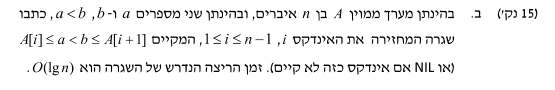 (15 נק') ב. בהינתן מערך ממוין A בן n איברים, ובהינתן שני מספרים a ו-b, a < b, כתבו
שגרה המחזירה את האינדקס i, 1 ≤ i ≤ n − 1, המקיים A[i] ≤ a < b ≤ A[i + 1]
(או NIL אם אינדקס כזה לא קיים). זמן הריצה הנדרש של השגרה הוא O(lg n).